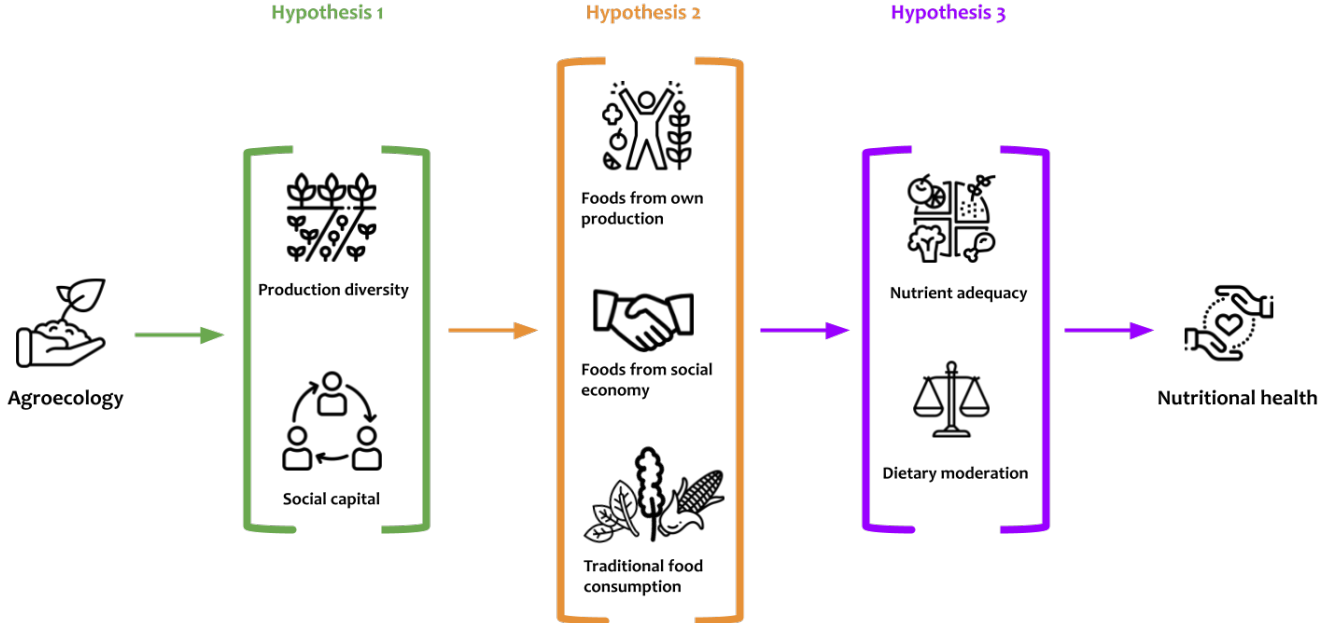 Hypothesis 1
Hypothesis 2
Hypothesis 3
Agroecology
Production diversity
Social capital
Foods from own
production
Foods from social
economy
Traditional food
consumption
Nutrient adequacy
Dietary moderation
Nutritional health